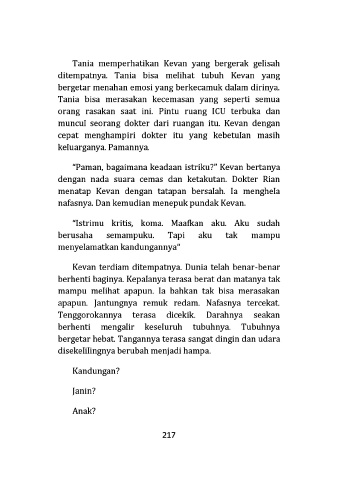 Tania memperhatikan Kevan yang bergerak gelisah
ditempatnya. Tania bisa melihat tubuh Kevan yang
bergetar menahan emosi yang berkecamuk dalam dirinya.
Tania bisa merasakan kecemasan yang seperti semua
orang rasakan saat ini. Pintu ruang ICU terbuka dan
muncul seorang dokter dari ruangan itu. Kevan dengan
cepat menghampiri dokter itu yang kebetulan masih
keluarganya. Pamannya.
“Paman, bagaimana keadaan istriku?” Kevan bertanya
dengan nada suara cemas dan ketakutan. Dokter Rian
menatap Kevan dengan tatapan bersalah. Ia menghela
nafasnya. Dan kemudian menepuk pundak Kevan.
“Istrimu kritis, koma. Maafkan aku. Aku sudah
berusaha semampuku. Tapi aku tak mampu
menyelamatkan kandungannya”
Kevan terdiam ditempatnya. Dunia telah benar-benar
berhenti baginya. Kepalanya terasa berat dan matanya tak
mampu melihat apapun. Ia bahkan tak bisa merasakan
apapun. Jantungnya remuk redam. Nafasnya tercekat.
Tenggorokannya terasa dicekik. Darahnya seakan
berhenti mengalir keseluruh tubuhnya. Tubuhnya
bergetar hebat. Tangannya terasa sangat dingin dan udara
disekelilingnya berubah menjadi hampa.
Kandungan?
Janin?
Anak?
217